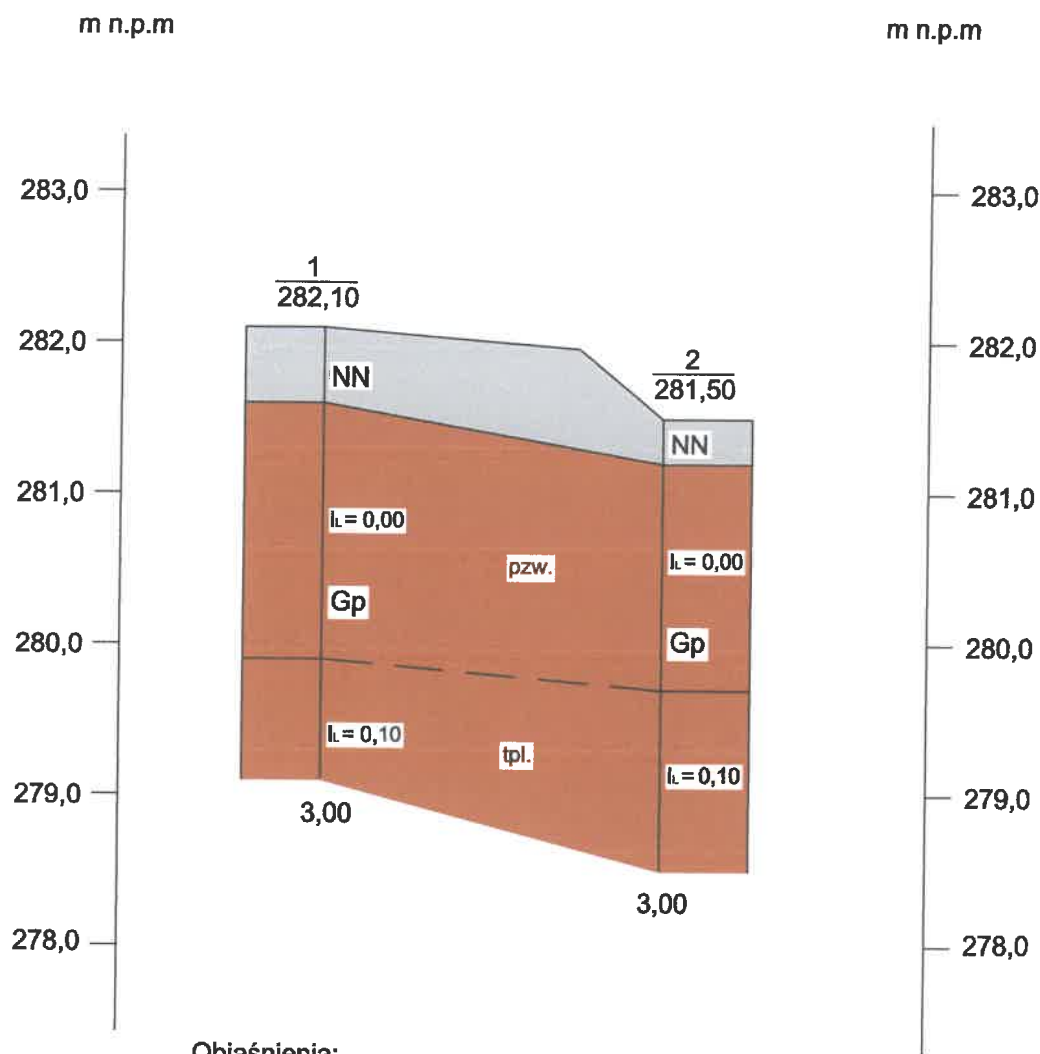 m n.p.m
m n.p.m
283,0
283,0
1
282,10
282,0
282,0
2
281,50
NN
NN
281,0
281,0
IL= 0,00
IL= 0,00
pzw.
Gp
Gp
280,0
280,0
IL= 0,10
tpl.
IL= 0,10
279,0
279,0
3,00
3,00
278,0
278,0
Objaśnienia: